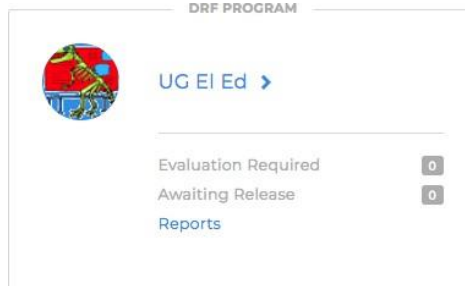 DRF PROGRAM
UG El Ed
Evaluation Required 0
Awaiting Release 0
Reports